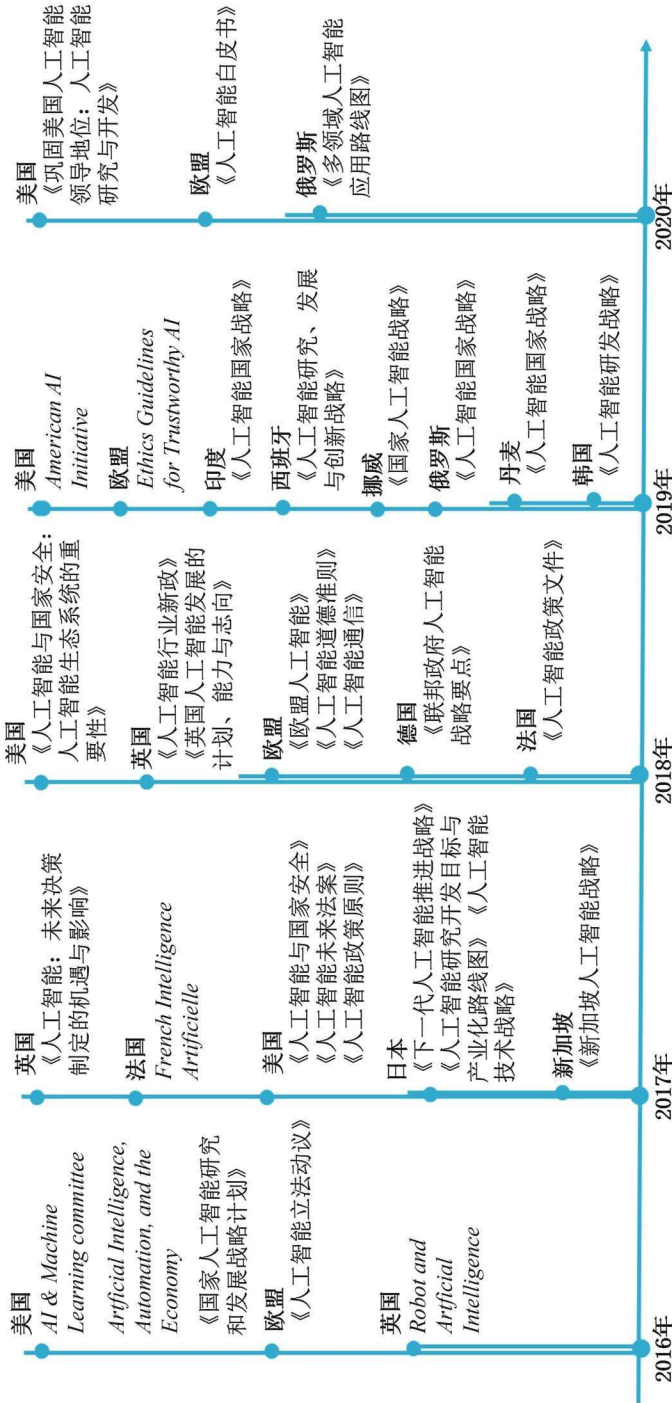 美国
AI & Machine
Learning committee
Artficial Intelligence,
Automation, and the
Economy
《国家人工智能研究
和发展战略计划》
欧盟
《人工智能立法动议》
英国
Robot and
Artficial
Intelligence
2016年
英国
《人工智能：未来决策
制定的机遇与影响》
法国
French Intelligence
Artificielle
美国
《人工智能与国家安全》
《人工智能未来法案》
《人工智能政策原则》
日本
《下一代人工智能推进战略》
《人工智能研究开发目标与
产业化路线图》《人工智能
技术战略》
新加坡
《新加坡人工智能战略》
2017年
美国
《人工智能与国家安全：
人工智能生态系统的重
要性》
英国
《人工智能行业新政》
《英国人工智能发展的
计划、能力与志向》
欧盟
《欧盟人工智能》
《人工智能道德准则》
《人工智能通信》
德国
《联邦政府人工智能
战略要点》
法国
《人工智能政策文件》
2018年
美国
American AI
Initiative
欧盟
Ethics Guidelines
for Trustworthy AI
印度
《人工智能国家战略》
西班牙
《人工智能研究、发展
与创新战略》
挪威
《国家人工智能战略》
俄罗斯
《人工智能国家战略》
丹麦
《人工智能国家战略》
韩国
《人工智能研发战略》
2019年
美国
《巩固美国人工智能
领导地位：人工智能
研究与开发》
欧盟
《人工智能白皮书》
俄罗斯
《多领域人工智能
应用路线图》
2020年